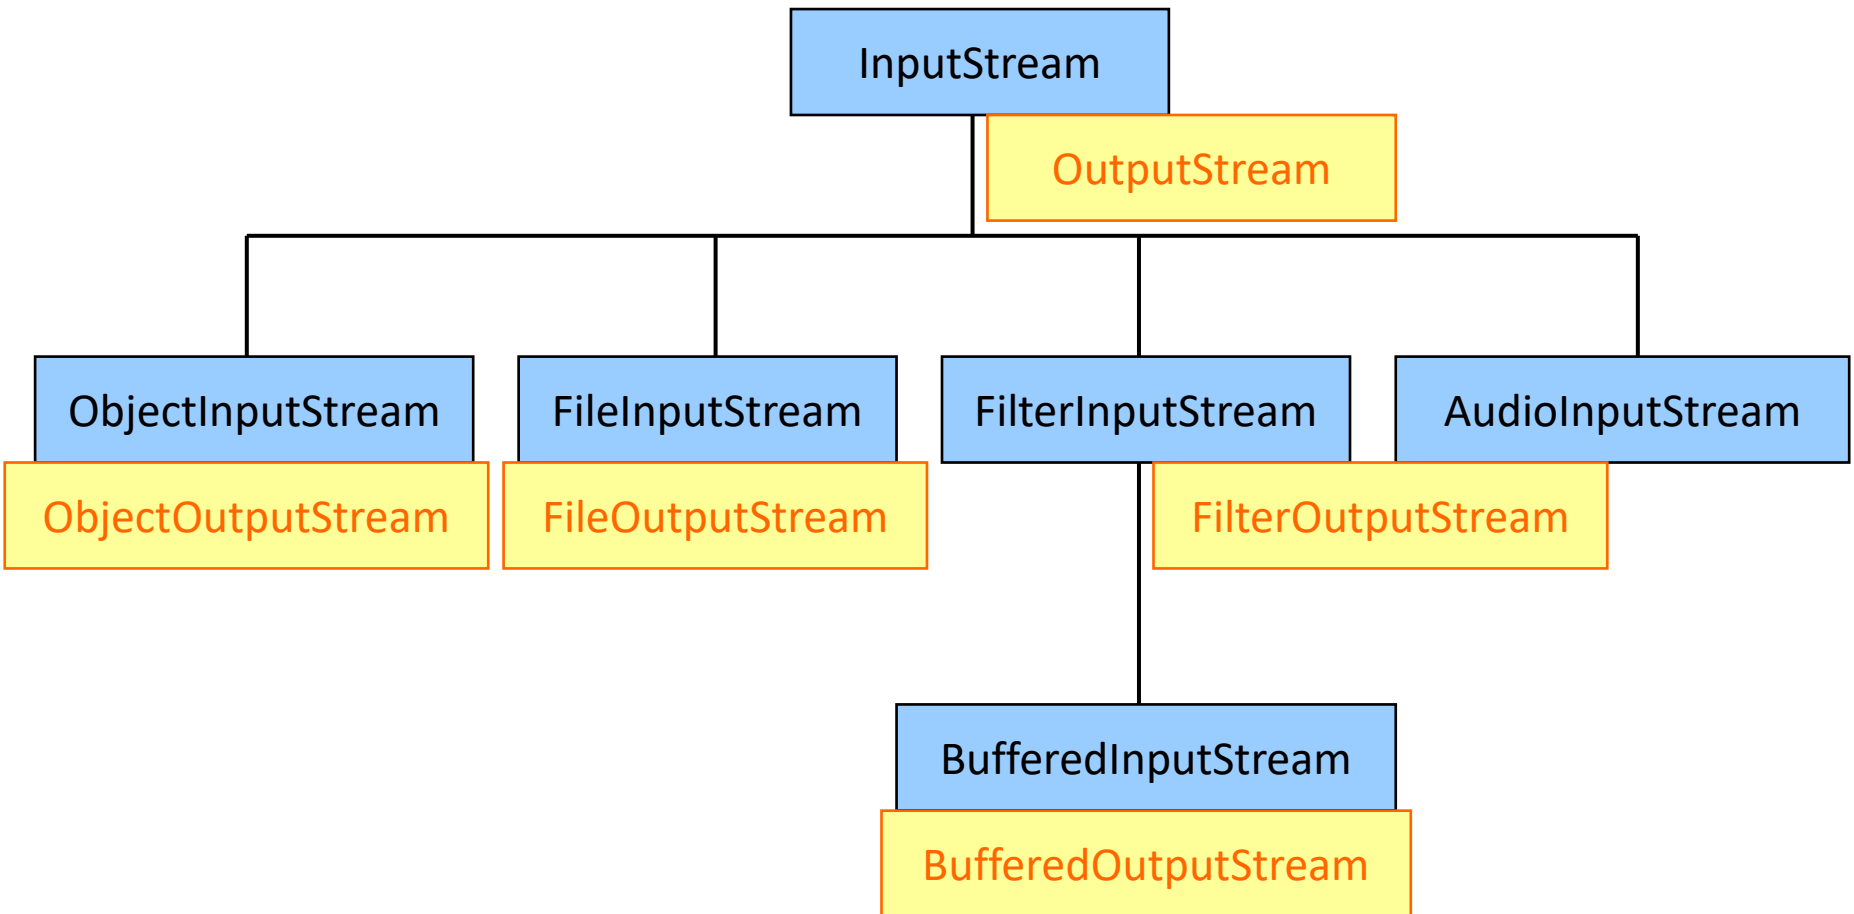 InputStream
OutputStream
ObjectInputStream
FileInputStream
FilterInputStream
AudioInputStream
ObjectOutputStream
FileOutputStream
FilterOutputStream
BufferedInputStream
BufferedOutputStream